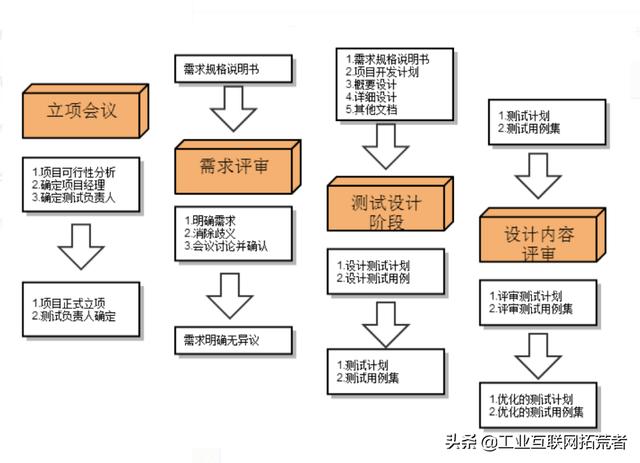 立项会议
1.项目可行性分析
2.确定项目经理
3.确定测试负责人
1.项目正式立项
2.测试负责人确定
需求规格说明书
需求评审
1.明确需求
2.消除歧义
3.会议讨论并确认
需求明确无异议
1.需求规格说明书
2.项目开发计划
3.概要设计
4.详细设计
5.其他文档
测试设计
阶段
1.设计测试计划
2.设计测试用例
1.测试计划
2.测试用例集
1.测试计划
2.测试用例集
设计内容
评审
1.评审测试计划
2.评审测试用例集
1.优化的测试计划
2.优化的测试用例集
头条 @工业互联网拓荒者